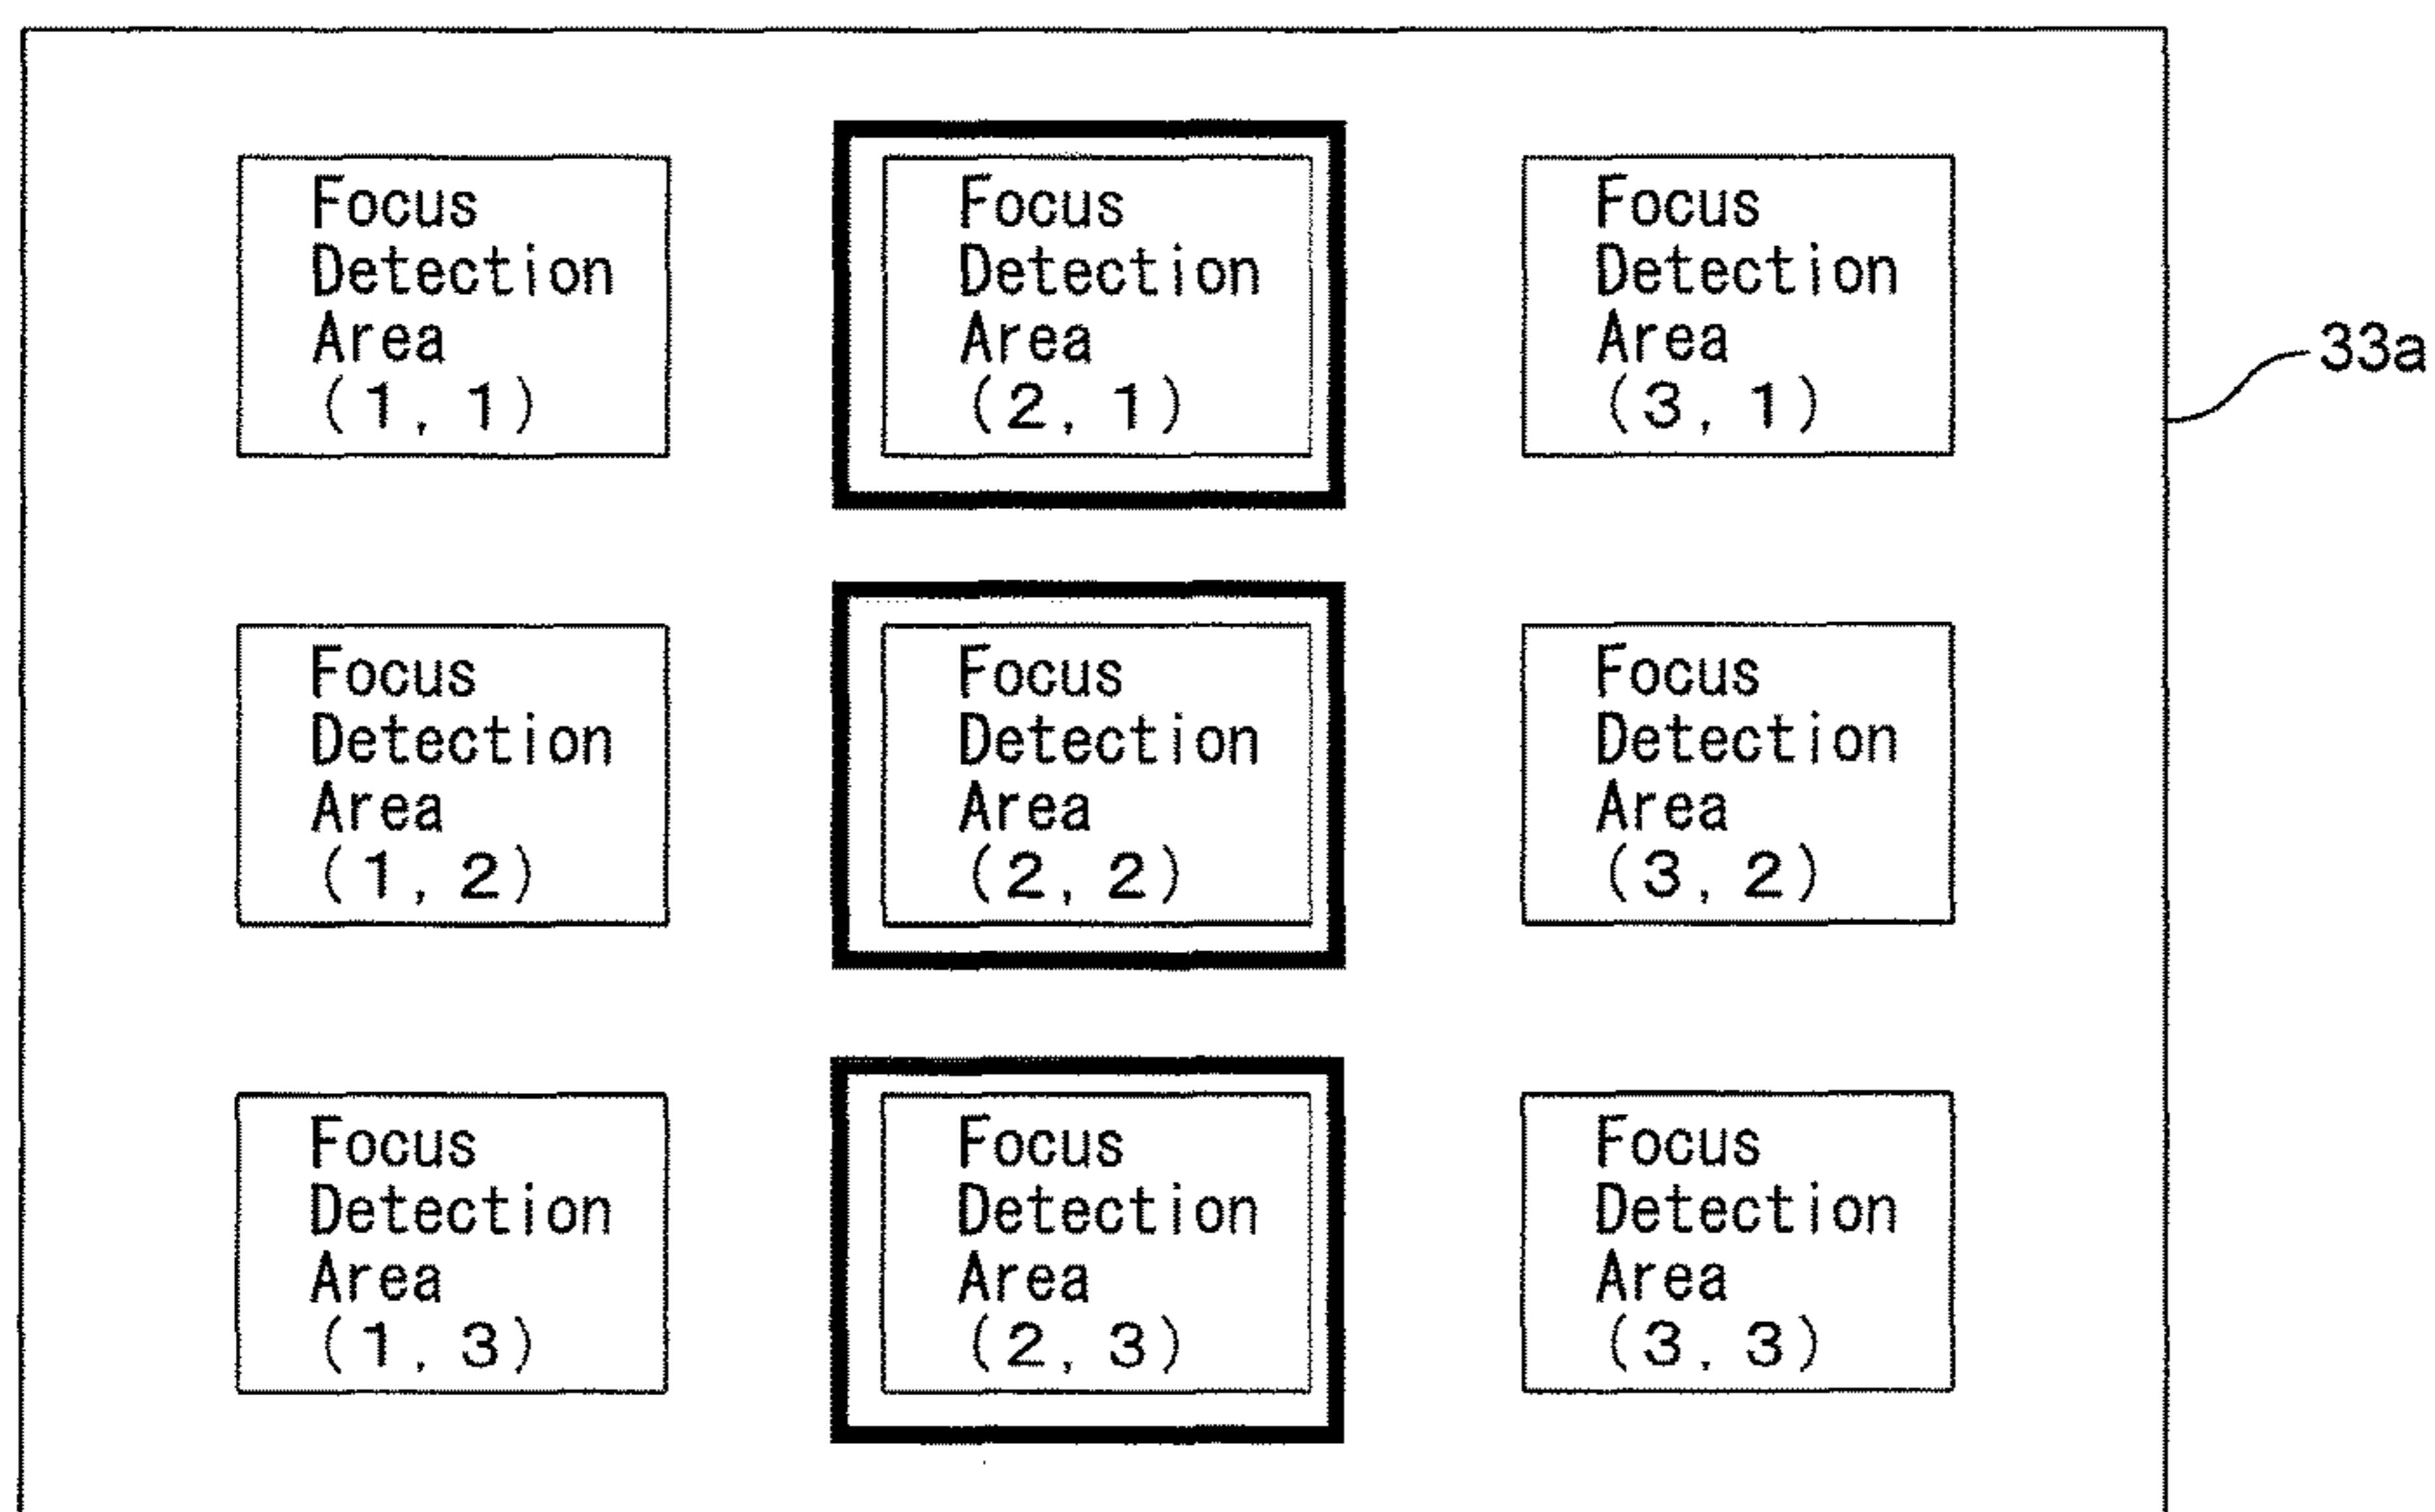 Focus
Detection
Area
(1, 1)
Focus
Detection
Area
(2, 1)
Focus
Detection
Area
(3, 1)
33a
Focus
Detection
Area
(1, 2)
Focus
Detection
Area
(2, 2)
Focus
Detection
Area
(3, 2)
Focus
Detection
Area
(1, 3)
Focus
Detection
Area
(2, 3)
Focus
Detection
Area
(3, 3)